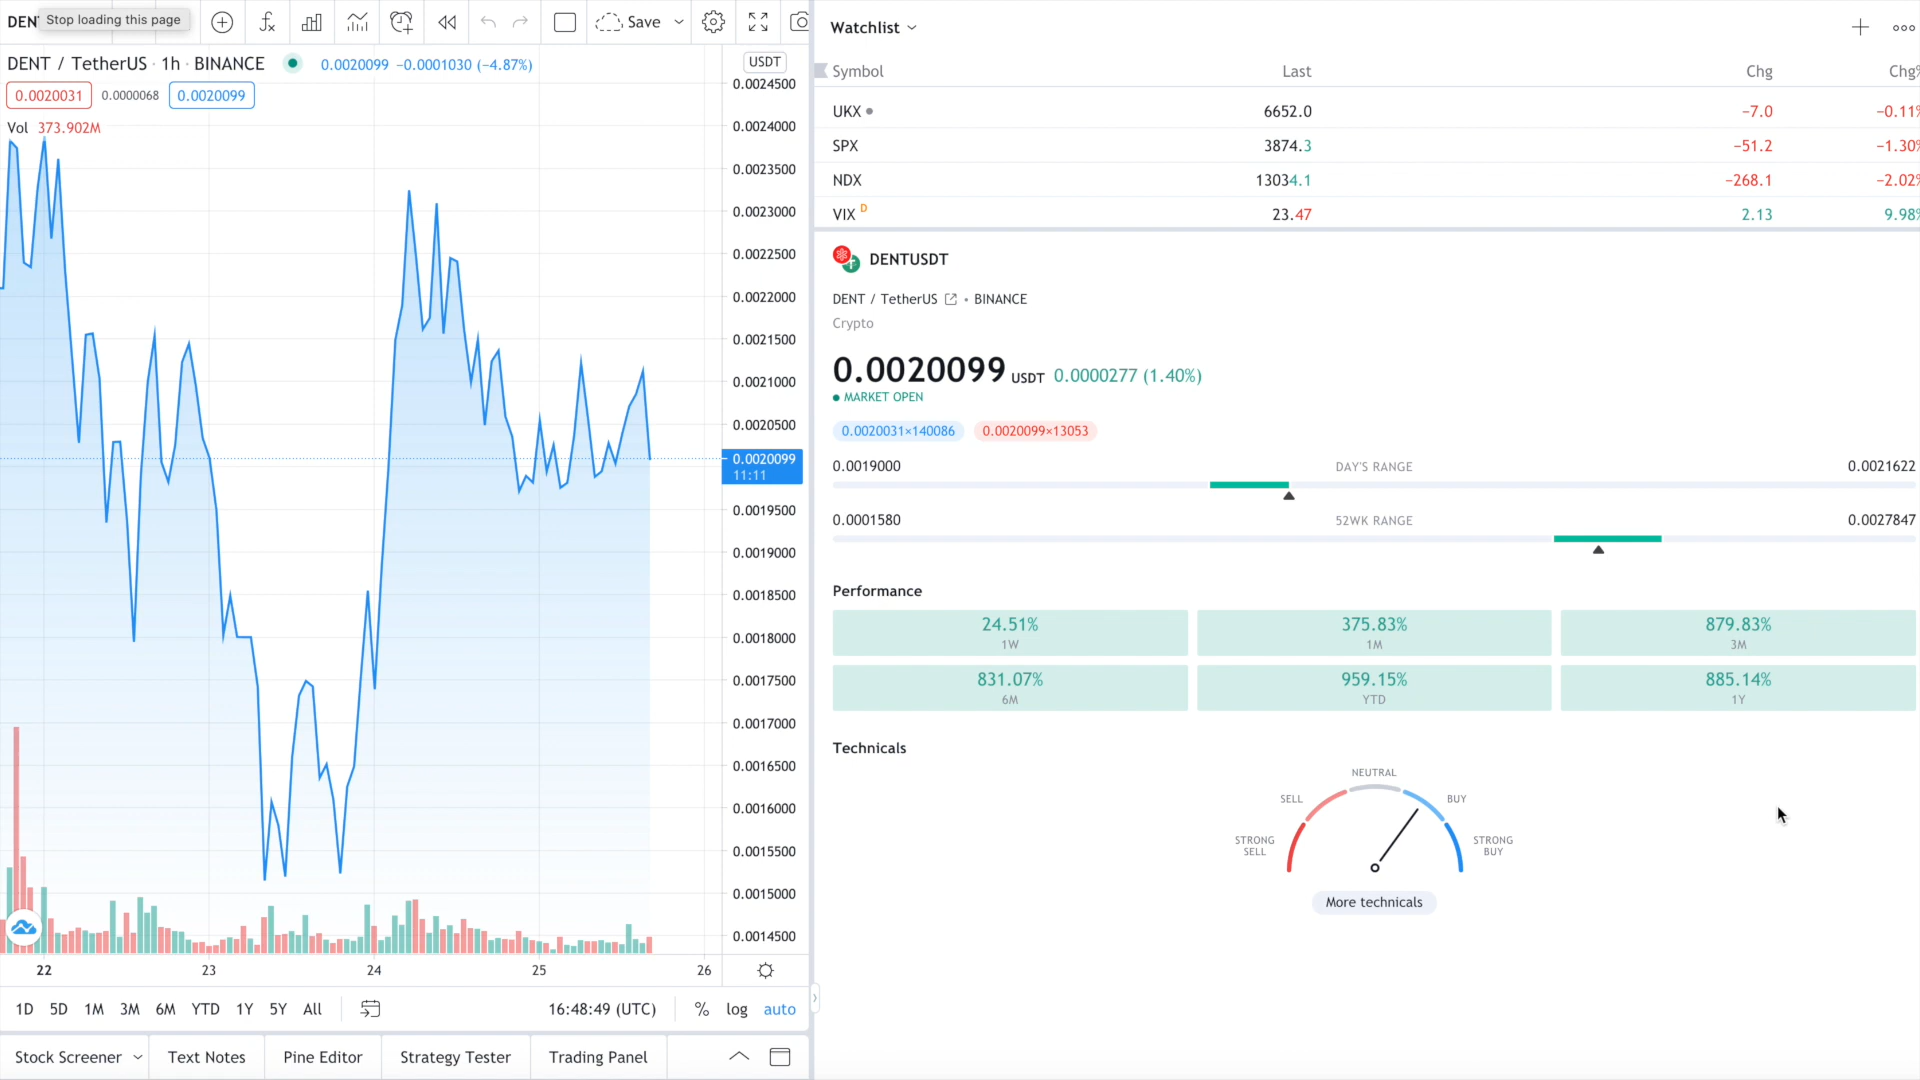 DEN
Stop loading this page
Save
DENT / TetherUS · 1h · BINANCE
0.0020099 −0.0001030 (−4.87%)
0.0020031 0.0000068 0.0020099
Vol 373.902M
USDT
0.0024500
0.0024000
0.0023500
0.0023000
0.0022500
0.0022000
0.0021500
0.0021000
0.0020500
0.0020099
11:11
0.0019500
0.0019000
0.0018500
0.0018000
0.0017500
0.0017000
0.0016500
0.0016000
0.0015500
0.0015000
0.0014500
22 23 24 25 26
1D 5D 1M 3M 6M YTD 1Y 5Y All
16:48:49 (UTC) % log auto
Stock Screener Text Notes Pine Editor Strategy Tester Trading Panel
Watchlist
Symbol Last Chg Chg%
UKX 6652.0 −7.0 −0.11%
SPX 3874.3 −51.2 −1.30%
NDX 13034.1 −268.1 −2.02%
VIX D 23.47 2.13 9.98%
DENTUSDT
DENT / TetherUS • BINANCE
Crypto
0.0020099 USDT 0.0000277 (1.40%)
MARKET OPEN
0.0020031×140086 0.0020099×13053
0.0019000 DAY'S RANGE 0.0021622
0.0001580 52WK RANGE 0.0027847
Performance
24.51% 375.83% 879.83%
1W 1M 3M
831.07% 959.15% 885.14%
6M YTD 1Y
Technicals
NEUTRAL
SELL BUY
STRONG SELL
STRONG BUY
More technicals